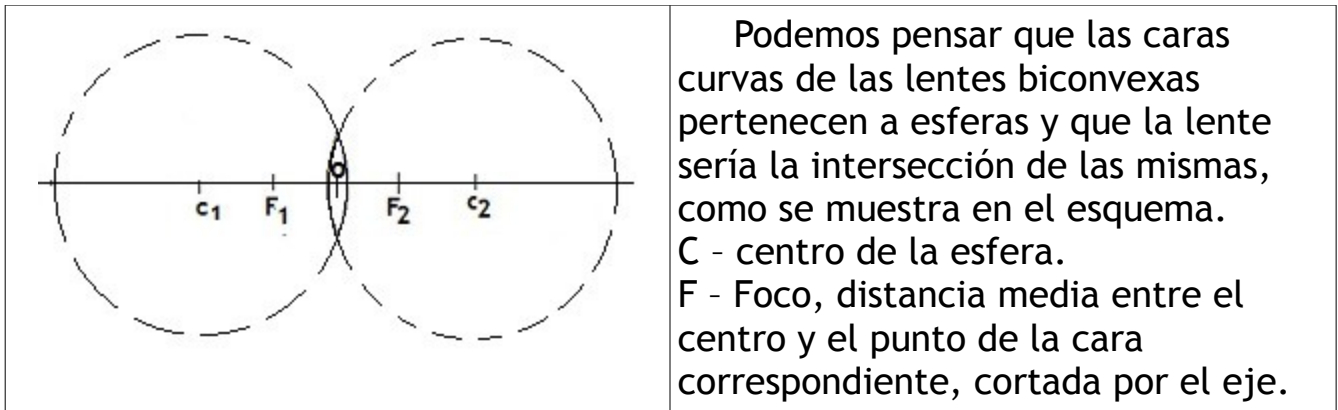 O
C1 F1 F2 C2
Podemos pensar que las caras
curvas de las lentes biconvexas
pertenecen a esferas y que la lente
sería la intersección de las mismas,
como se muestra en el esquema.
C – centro de la esfera.
F – Foco, distancia media entre el
centro y el punto de la cara
correspondiente, cortada por el eje.